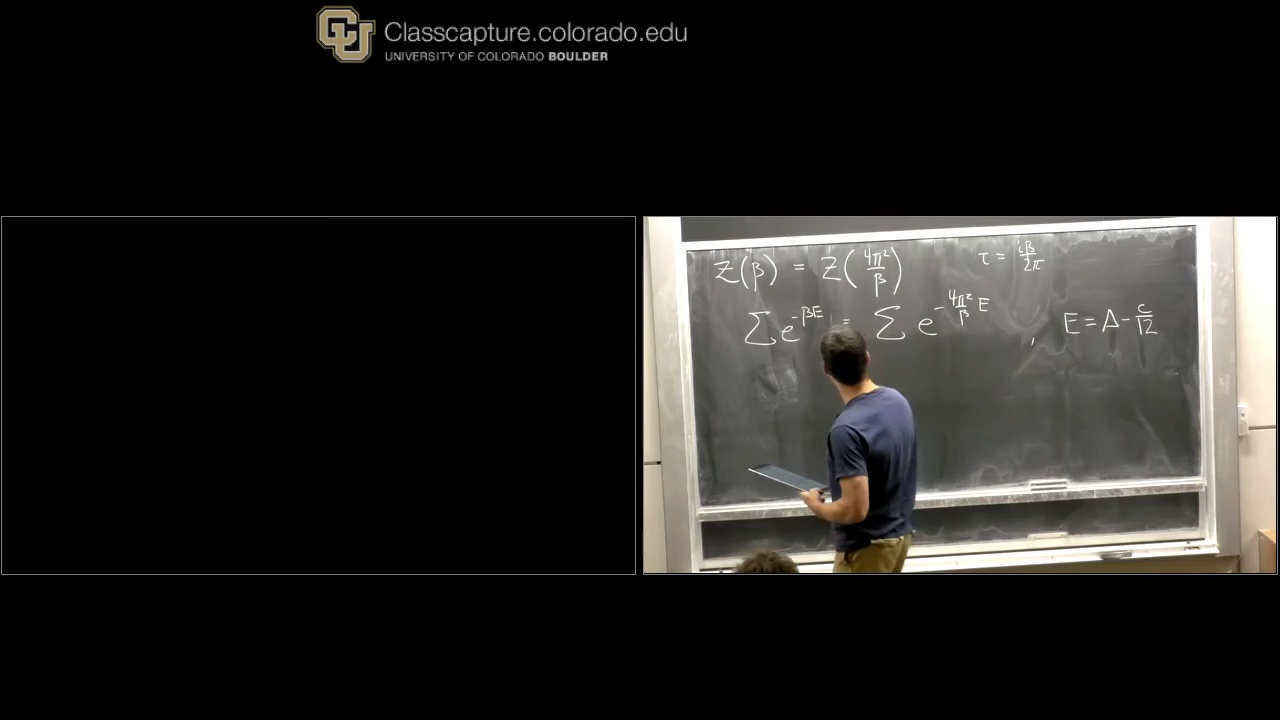 Classcapture.colorado.edu
UNIVERSITY OF COLORADO BOULDER
Z(β) = Z(4π²/β) τ = iβ/2π
∑ e^{-βE} = ∑ e^{-4π²/β E} , E = Δ - c/12